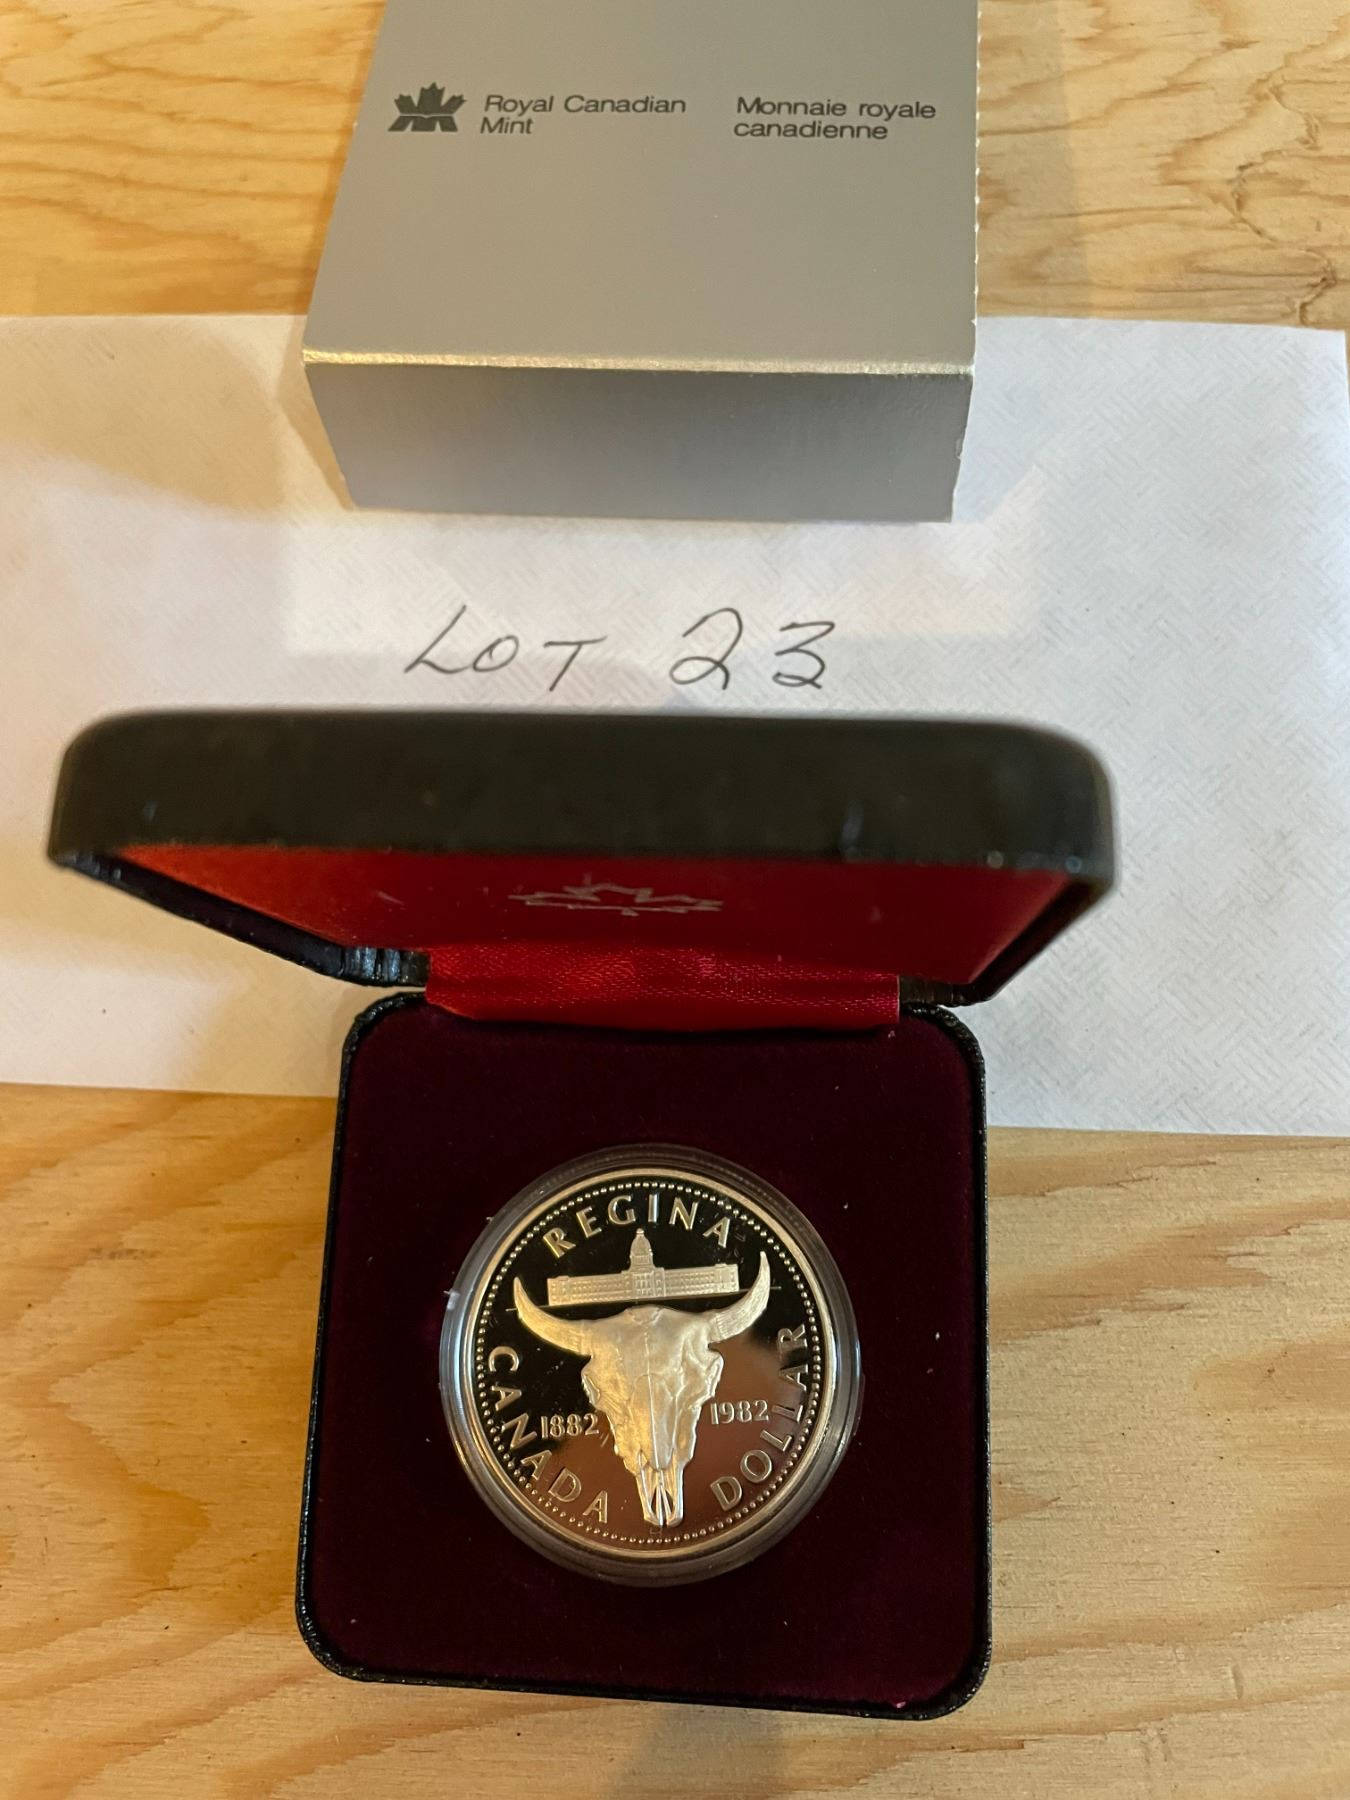 Royal Canadian
Mint
Monnaie royale
canadienne
LOT 23
REGINA
CANADA
1882
1982
DOLLAR